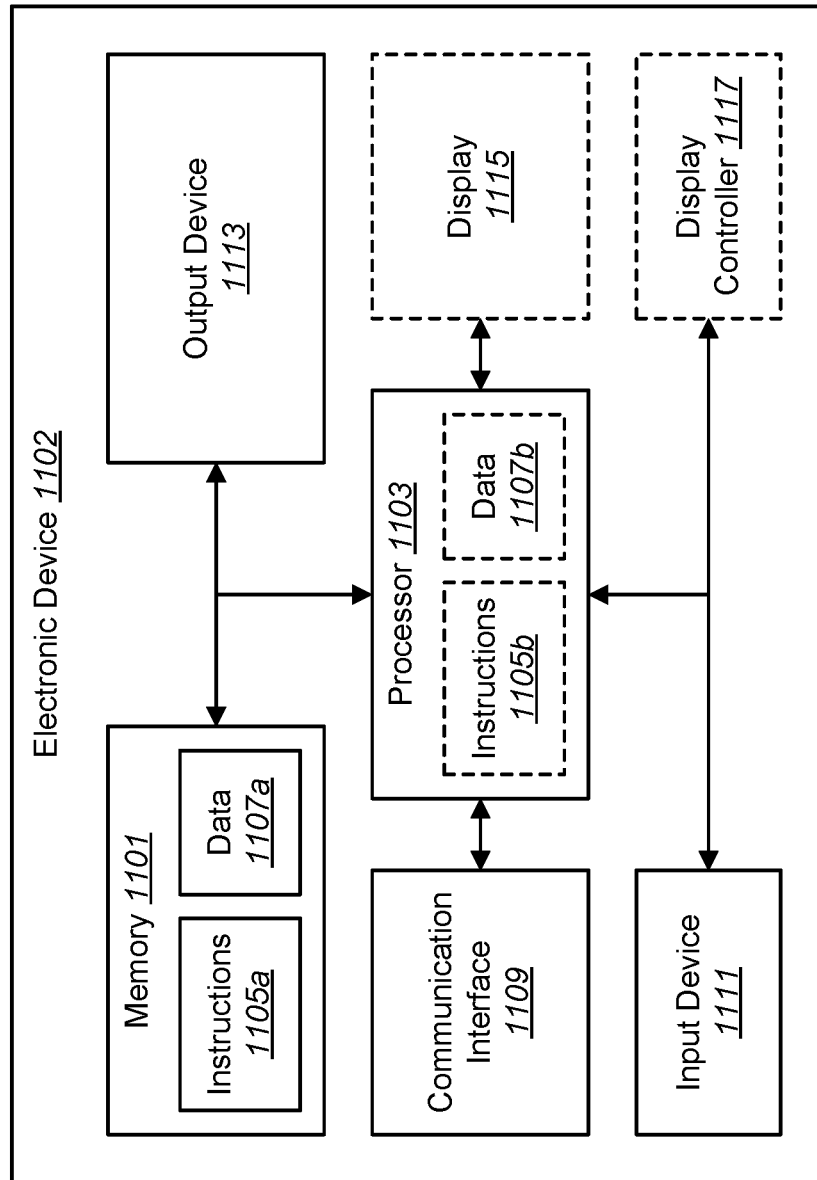 Electronic Device 1102
Memory 1101
Instructions
1105a
Data
1107a
Output Device
1113
Communication
Interface
1109
Processor 1103
Instructions
1105b
Data
1107b
Display
1115
Input Device
1111
Display
Controller 1117